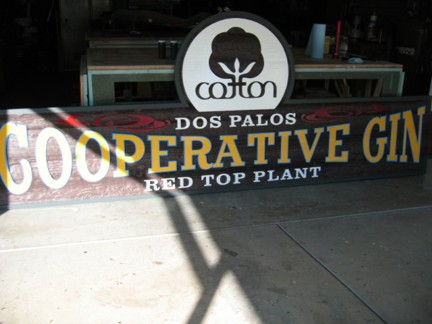 cotton
DOS PALOS
COOPERATIVE GIN
RED TOP PLANT